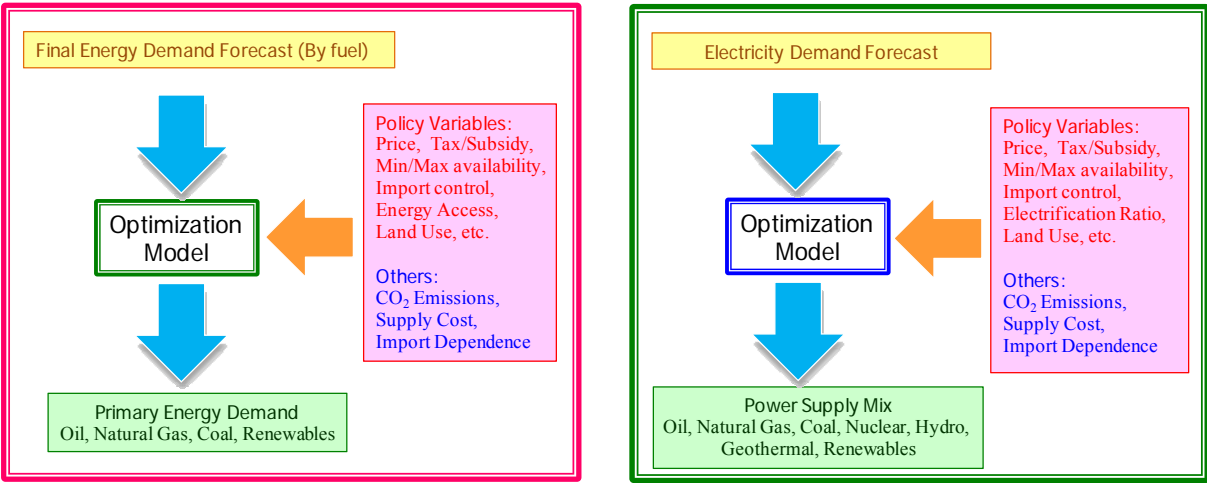 Final Energy Demand Forecast (By fuel)
Policy Variables:
Price, Tax/Subsidy,
Min/Max availability,
Import control,
Energy Access,
Land Use, etc.
Others:
CO₂ Emissions,
Supply Cost,
Import Dependence
Optimization
Model
Primary Energy Demand
Oil, Natural Gas, Coal, Renewables
Electricity Demand Forecast
Policy Variables:
Price, Tax/Subsidy,
Min/Max availability,
Import control,
Electrification Ratio,
Land Use, etc.
Others:
CO₂ Emissions,
Supply Cost,
Import Dependence
Optimization
Model
Power Supply Mix
Oil, Natural Gas, Coal, Nuclear, Hydro,
Geothermal, Renewables